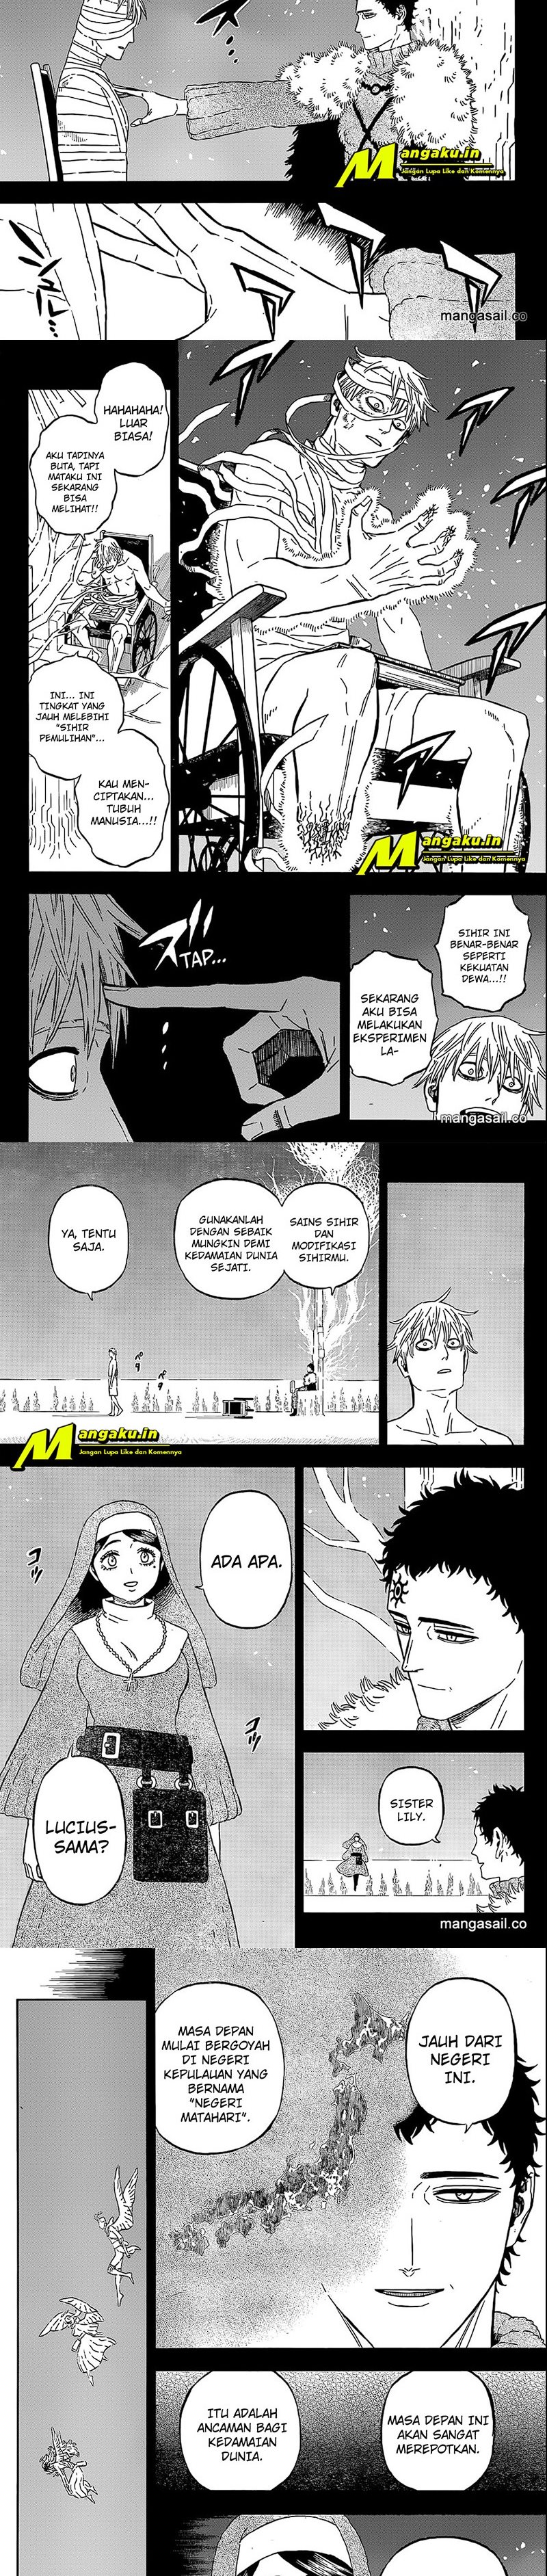 Mangaku.in
Jangan Lupa Like dan Komennya
mangasail.co
HAHAHAHA!
LUAR
BIASA!
AKU TADINYA
BUTA, TAPI
MATAKU INI
SEKARANG
BISA
MELIHAT!!
INI... INI
TINGKAT YANG
JAUH MELEBIHI
"SIHIR
PEMULIHAN"...
KAU MEN-
CIPTAKAN...
TUBUH
MANUSIA...!!
Mangaku.in
Jangan Lupa Like dan Komennya
TAP...
SIHIR INI
BENAR-BENAR
SEPERTI
KEKUATAN
DEWA...!!
SEKARANG
AKU BISA
MELAKUKAN
EKSPERIMEN
LA-
mangasail.co
SAINS SIHIR
DAN
MODIFIKASI
SIHIRMU.
GUNAKANLAH
DENGAN SEBAIK
MUNGKIN DEMI
KEDAMAIAN DUNIA
SEJATI.
YA, TENTU
SAJA.
Mangaku.in
Jangan Lupa Like dan Komennya
SISTER
LILY.
mangasail.co
ADA APA.
コッ
コッ
LUCIUS-
SAMA?
JAUH DARI
NEGERI
INI.
MASA DEPAN
MULAI BERGOYAH
DI NEGERI
KEPULAUAN YANG
BERNAMA
"NEGERI
MATAHARI".
MASA DEPAN INI
AKAN SANGAT
MEREPOTKAN.
ITU ADALAH
ANCAMAN BAGI
KEDAMAIAN
DUNIA.